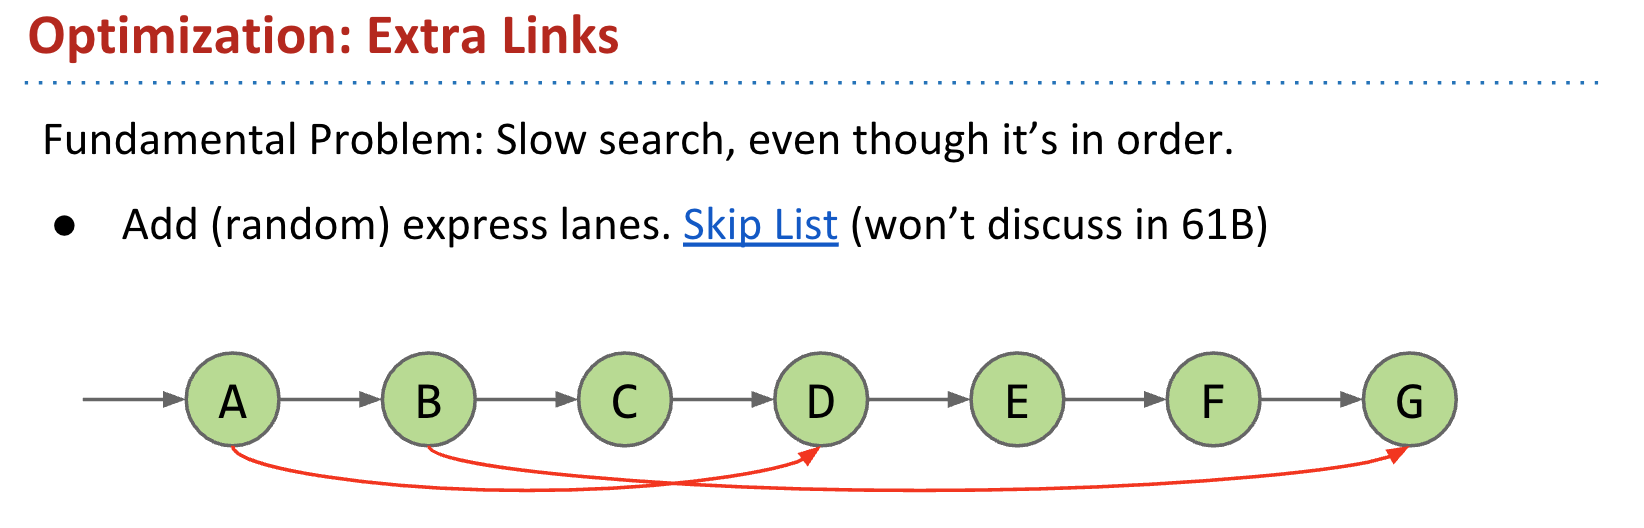 Optimization: Extra Links
Fundamental Problem: Slow search, even though it’s in order.
● Add (random) express lanes. Skip List (won’t discuss in 61B)
A B C D E F G